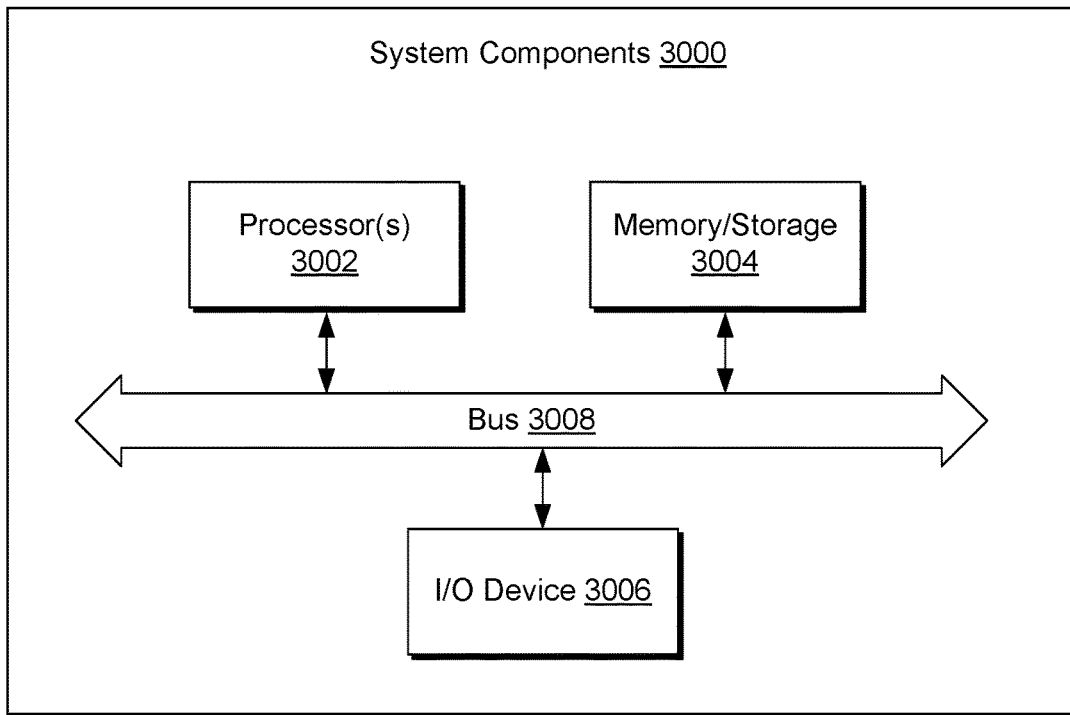 System Components 3000
Processor(s)
3002
Memory/Storage
3004
Bus 3008
I/O Device 3006